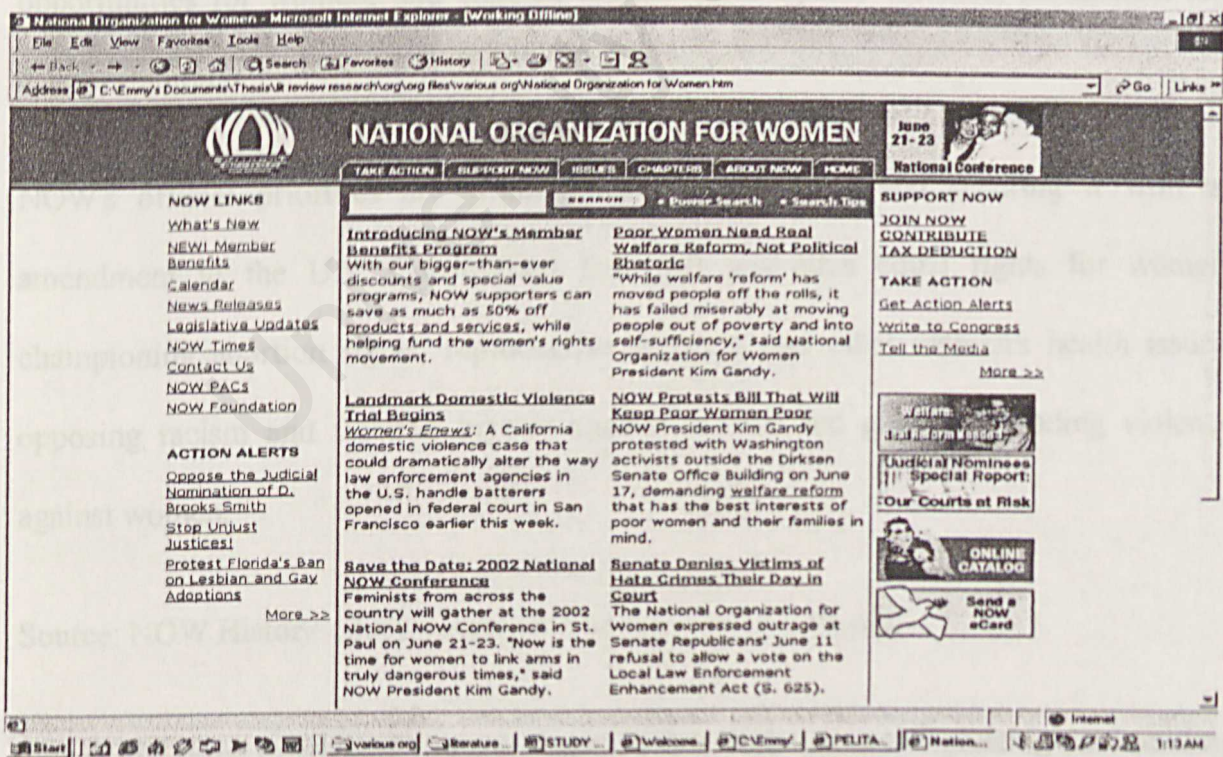 National Organization for Women - Microsoft Internet Explorer - [Working Offline]
File Edit View Favorites Tools Help
Back Search Favorites History
Address C:\Emmy's Documents\Thesis\lit review research\org\org files\various org\National Organization for Women.htm Go Links
NOW
NATIONAL ORGANIZATION FOR WOMEN
June
21-23
National Conference
TAKE ACTION SUPPORT NOW ISSUES CHAPTERS ABOUT NOW HOME
SEARCH Power Search Search Tips
NOW LINKS
What's New
NEW! Member
Benefits
Calendar
News Releases
Legislative Updates
NOW Times
Contact Us
NOW PACs
NOW Foundation
ACTION ALERTS
Oppose the Judicial
Nomination of D.
Brooks Smith
Stop Unjust
Justices!
Protest Florida's Ban
on Lesbian and Gay
Adoptions
More >>
Introducing NOW's Member
Benefits Program
With our bigger-than-ever
discounts and special value
programs, NOW supporters can
save as much as 50% off
products and services, while
helping fund the women's rights
movement.
Landmark Domestic Violence
Trial Begins
Women's Enews: A California
domestic violence case that
could dramatically alter the way
law enforcement agencies in
the U.S. handle batterers
opened in federal court in San
Francisco earlier this week.
Save the Date: 2002 National
NOW Conference
Feminists from across the
country will gather at the 2002
National NOW Conference in St.
Paul on June 21-23. "Now is the
time for women to link arms in
truly dangerous times," said
NOW President Kim Gandy.
Poor Women Need Real
Welfare Reform, Not Political
Rhetoric
"While welfare 'reform' has
moved people off the rolls, it
has failed miserably at moving
people out of poverty and into
self-sufficiency," said National
Organization for Women
President Kim Gandy.
NOW Protests Bill That Will
Keep Poor Women Poor
NOW President Kim Gandy
protested with Washington
activists outside the Dirksen
Senate Office Building on June
17, demanding welfare reform
that has the best interests of
poor women and their families in
mind.
Senate Denies Victims of
Hate Crimes Their Day in
Court
The National Organization for
Women expressed outrage at
Senate Republicans' June 11
refusal to allow a vote on the
Local Law Enforcement
Enhancement Act (S. 625).
SUPPORT NOW
JOIN NOW
CONTRIBUTE
TAX DEDUCTION
TAKE ACTION
Get Action Alerts
Write to Congress
Tell the Media
More >>
Judicial Nominees
Special Report:
Our Courts at Risk
ONLINE
CATALOG
Send a
NOW
eCard
Internet
Start various org literature ... STUDY ... Welcome C:\Emmy' PELITA... Nation... 1:13 AM